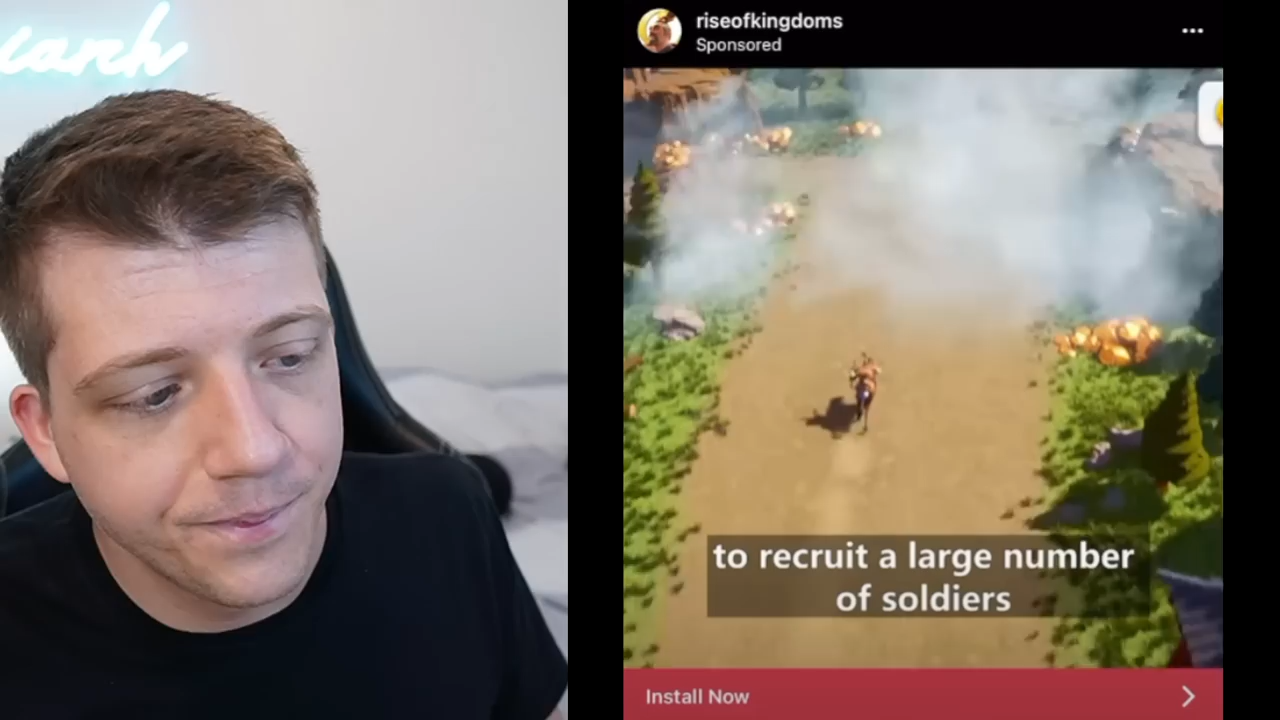 riseofkingdoms
Sponsored
to recruit a large number
of soldiers
Install Now